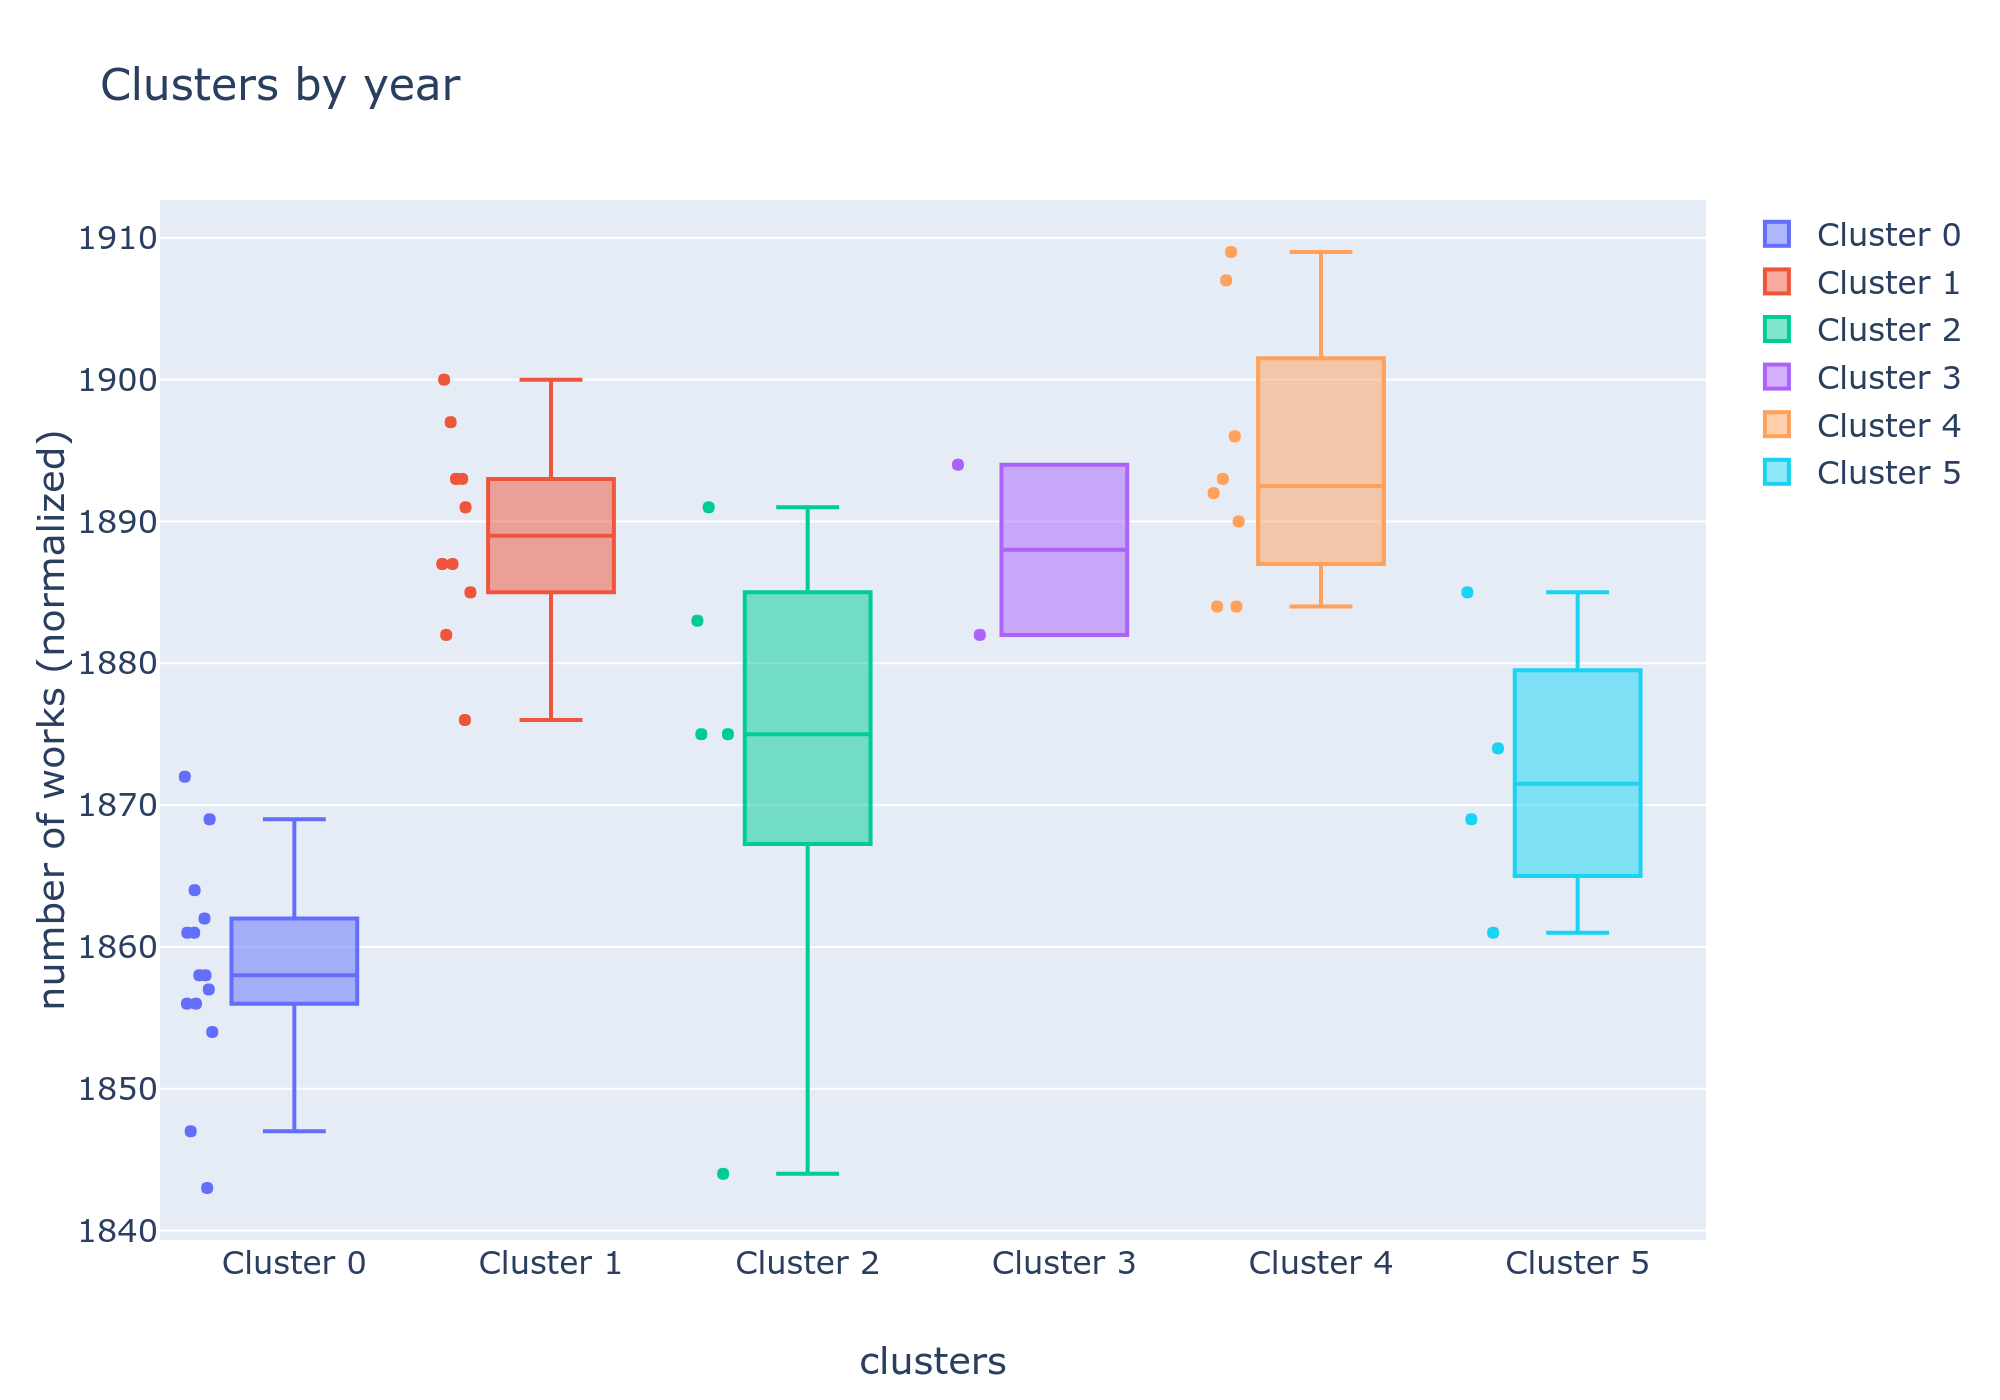 Clusters by year
number of works (normalized)
1910
1900
1890
1880
1870
1860
1850
1840
Cluster 0
Cluster 1
Cluster 2
Cluster 3
Cluster 4
Cluster 5
clusters
Cluster 0
Cluster 1
Cluster 2
Cluster 3
Cluster 4
Cluster 5